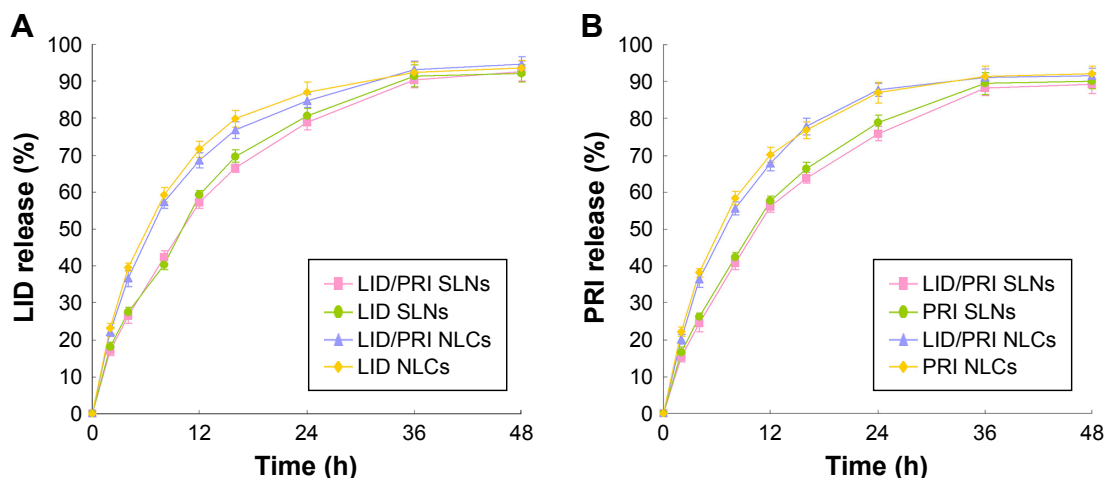 A
LID release (%)
100
90
80
70
60
50
40
30
20
10
0
0 12 24 36 48
Time (h)
LID/PRI SLNs
LID SLNs
LID/PRI NLCs
LID NLCs
B
PRI release (%)
100
90
80
70
60
50
40
30
20
10
0
0 12 24 36 48
Time (h)
LID/PRI SLNs
PRI SLNs
LID/PRI NLCs
PRI NLCs